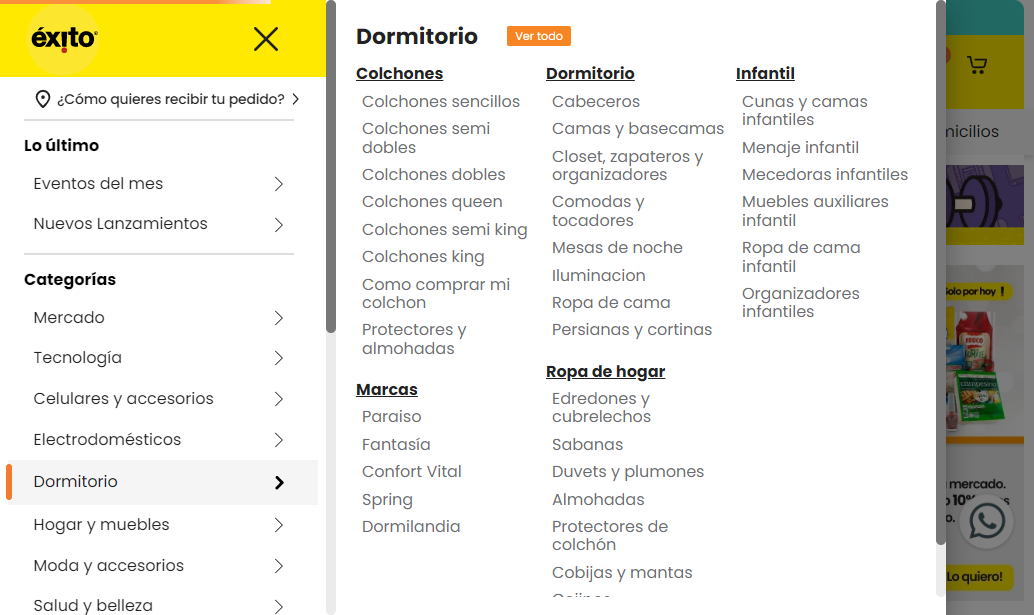 éxito
¿Cómo quieres recibir tu pedido?
Lo último
Eventos del mes
Nuevos Lanzamientos
Categorías
Mercado
Tecnología
Celulares y accesorios
Electrodomésticos
Dormitorio
Hogar y muebles
Moda y accesorios
Salud y belleza
Dormitorio
Ver todo
Colchones
Colchones sencillos
Colchones semi
dobles
Colchones dobles
Colchones queen
Colchones semi king
Colchones king
Como comprar mi
colchon
Protectores y
almohadas
Marcas
Paraiso
Fantasía
Confort Vital
Spring
Dormilandia
Dormitorio
Cabeceros
Camas y basecamas
Closet, zapateros y
organizadores
Comodas y
tocadores
Mesas de noche
Iluminacion
Ropa de cama
Persianas y cortinas
Ropa de hogar
Edredones y
cubrelechos
Sabanas
Duvets y plumones
Almohadas
Protectores de
colchón
Cobijas y mantas
Infantil
Cunas y camas
infantiles
Menaje infantil
Mecedoras infantiles
Muebles auxiliares
infantil
Ropa de cama
infantil
Organizadores
infantiles
micilios
olo por hoy !
mercado.
10%
Lo quiero!